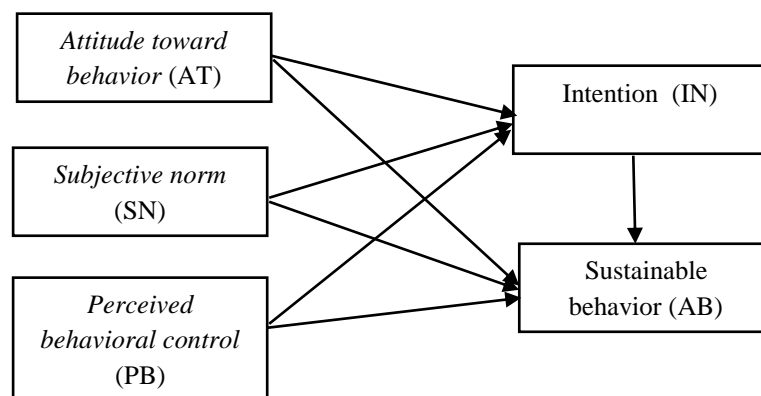 Attitude toward
behavior (AT)
Intention (IN)
Subjective norm
(SN)
Sustainable
behavior (AB)
Perceived
behavioral control
(PB)